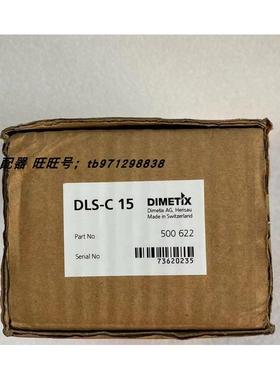 配器 旺旺号；tb971298838
DLS-C 15 DIMETIX
Dimetix AG, Herisau
Made in Switzerland
Part No 500 622
Serial No
73620235